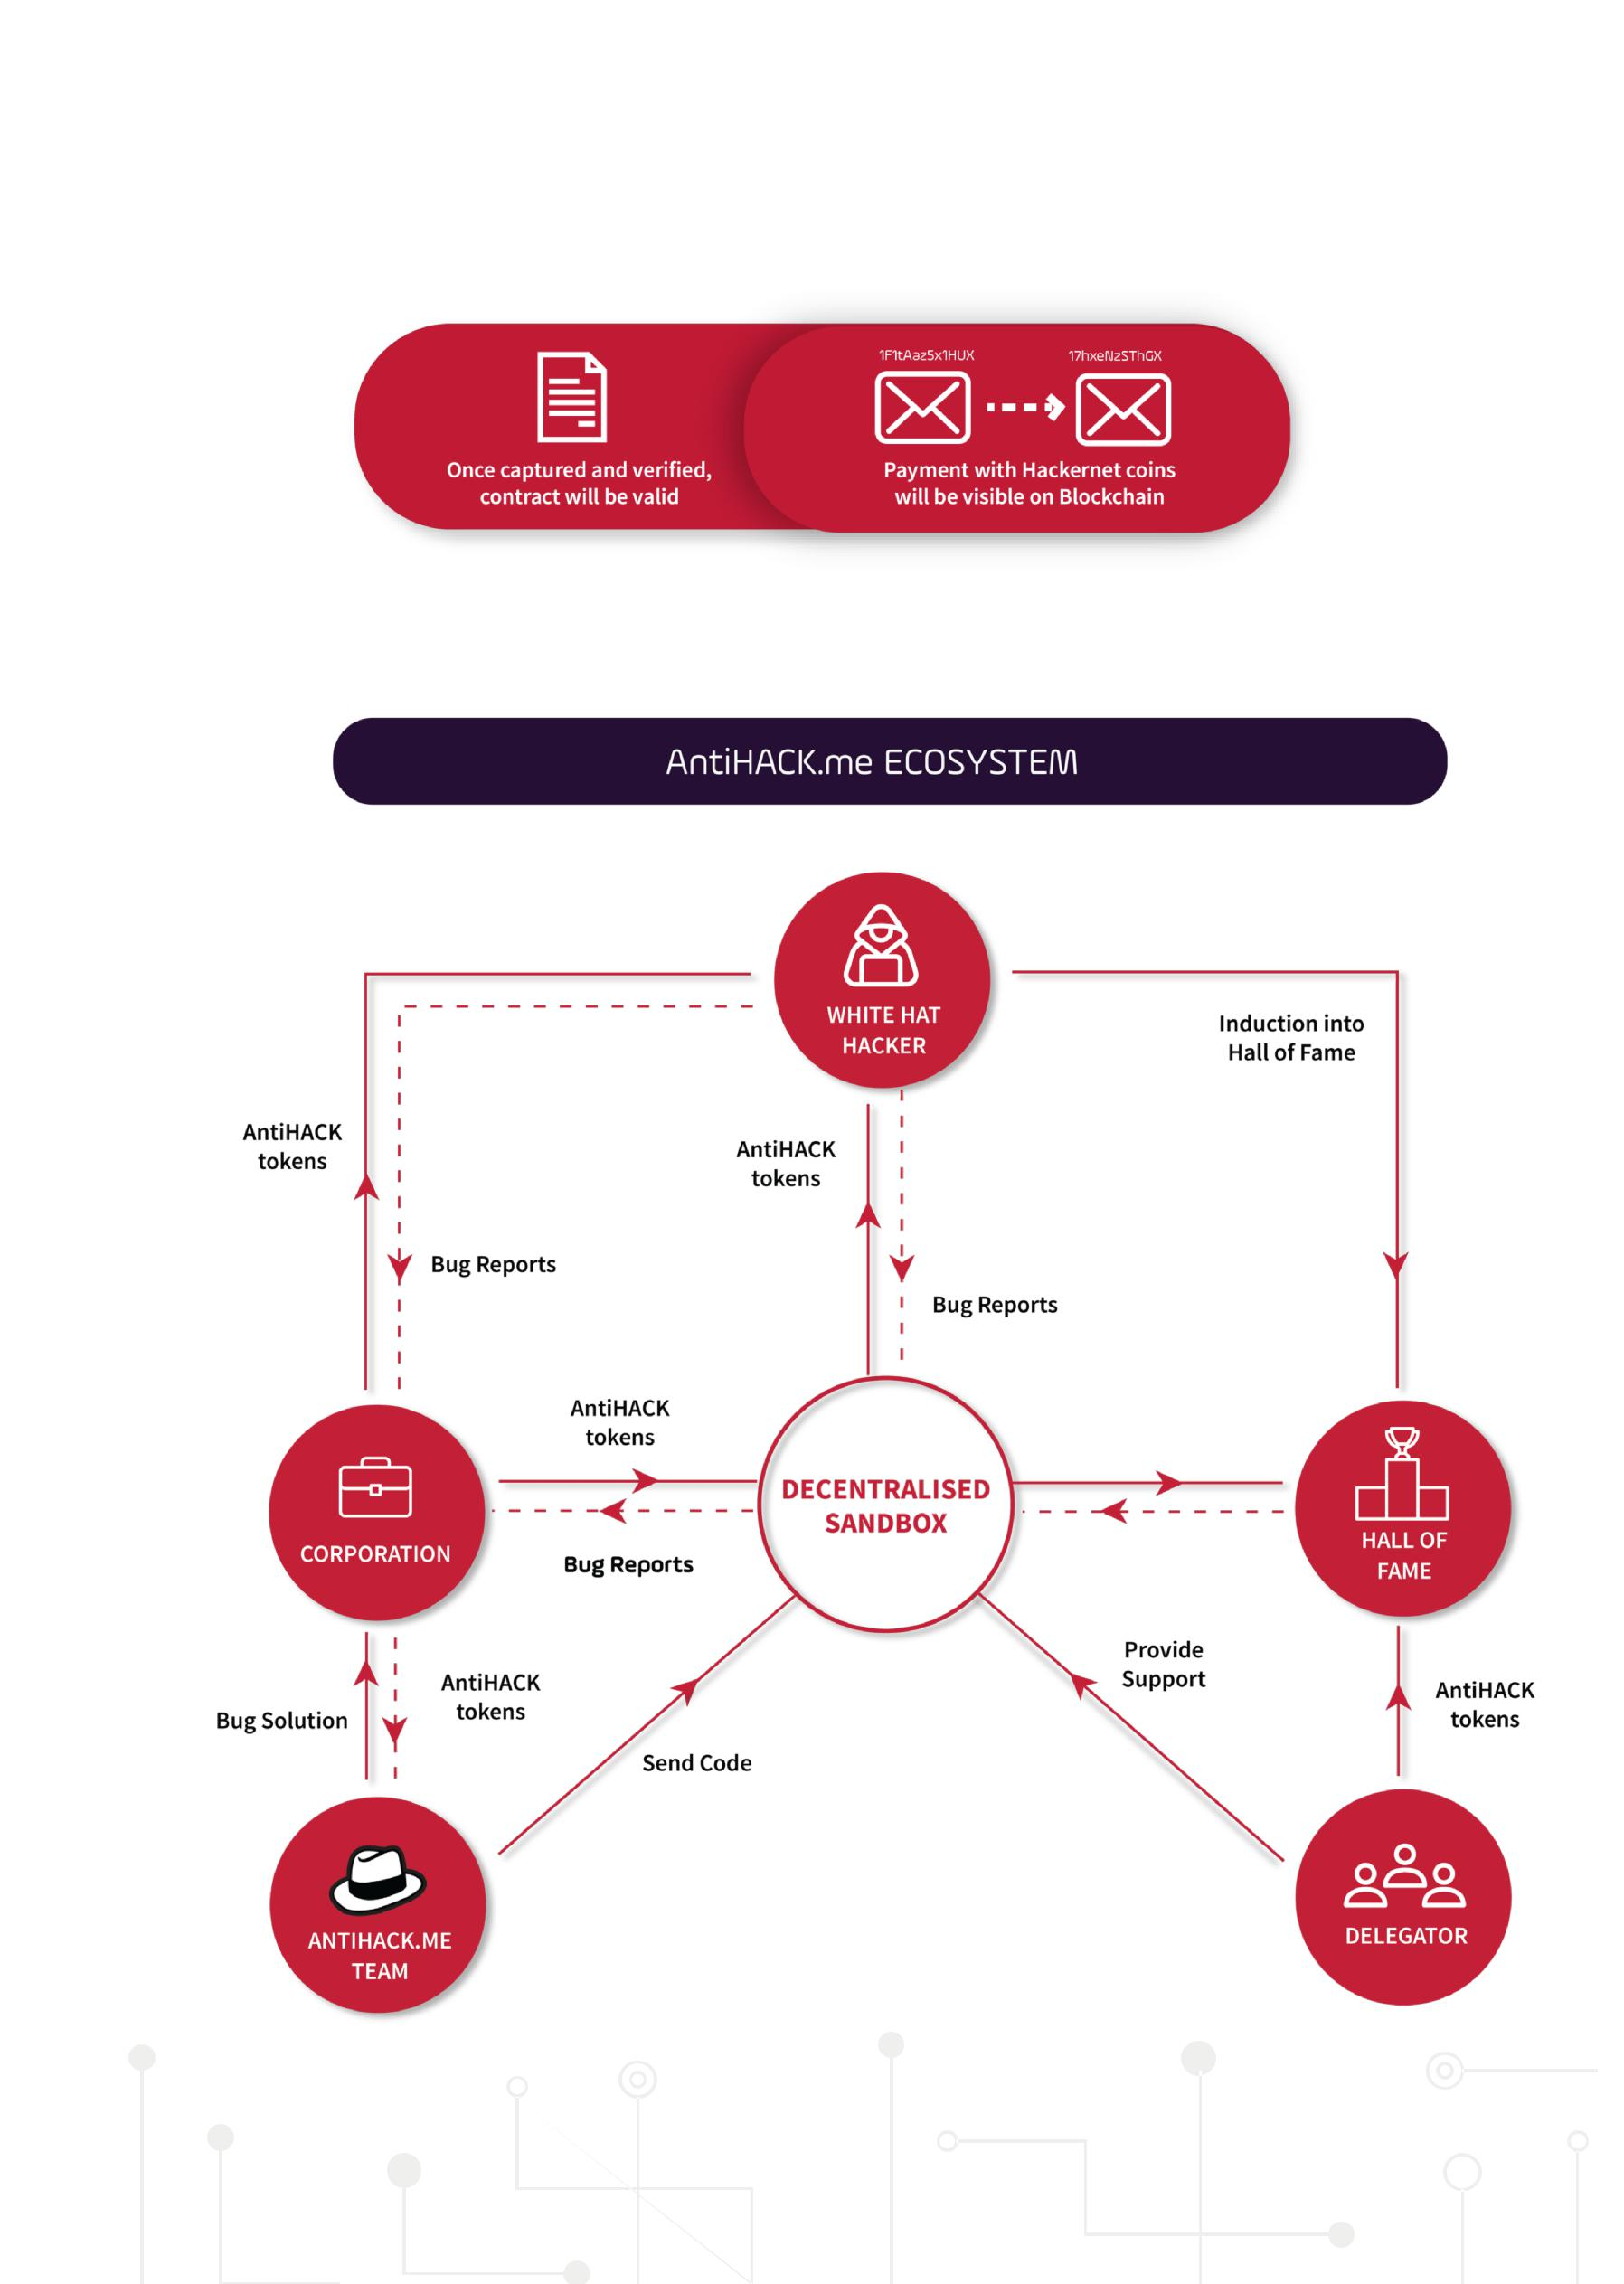 1F1tAaz5x1HUX
17hxeNzSThGX
Once captured and verified,
contract will be valid
Payment with Hackernet coins
will be visible on Blockchain
AntiHACK.me ECOSYSTEM
WHITE HAT
HACKER
Induction into
Hall of Fame
AntiHACK
tokens
AntiHACK
tokens
Bug Reports
Bug Reports
AntiHACK
tokens
DECENTRALISED
SANDBOX
CORPORATION
Bug Reports
HALL OF
FAME
Provide
Support
AntiHACK
tokens
Bug Solution
AntiHACK
tokens
Send Code
ANTIHACK.ME
TEAM
DELEGATOR